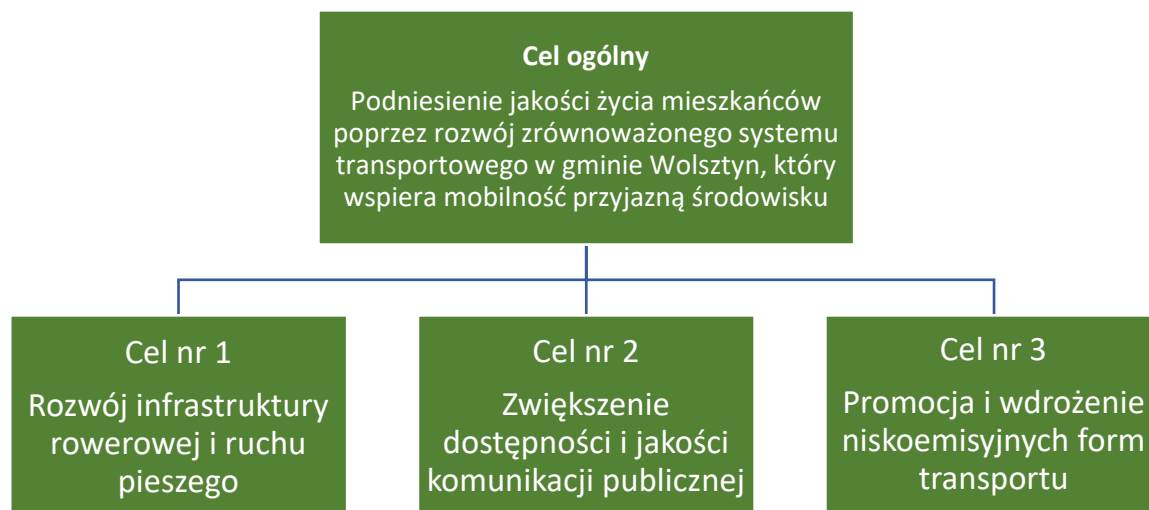 Cel ogólny
Podniesienie jakości życia mieszkańców
poprzez rozwój zrównoważonego systemu
transportowego w gminie Wolsztyn, który
wspiera mobilność przyjazną środowisku
Cel nr 1
Rozwój infrastruktury
rowerowej i ruchu
pieszego
Cel nr 2
Zwiększenie
dostępności i jakości
komunikacji publicznej
Cel nr 3
Promocja i wdrożenie
niskoemisyjnych form
transportu